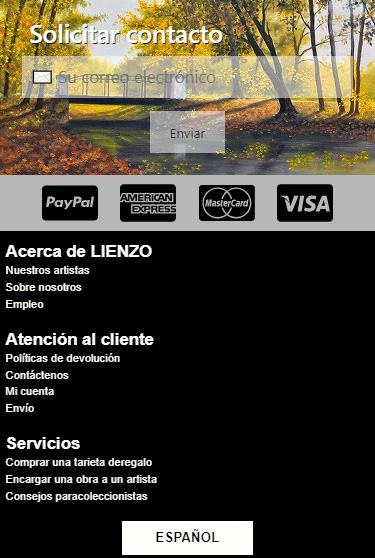 Solicitar contacto
Su correo electrónico
Enviar
PayPal
AMERICAN
EXPRESS
MasterCard
VISA
Acerca de LIENZO
Nuestros artistas
Sobre nosotros
Empleo
Atención al cliente
Políticas de devolución
Contáctenos
Mi cuenta
Envío
Servicios
Comprar una tarieta deregalo
Encargar una obra a un artista
Consejos paracoleccionistas
ESPAÑOL